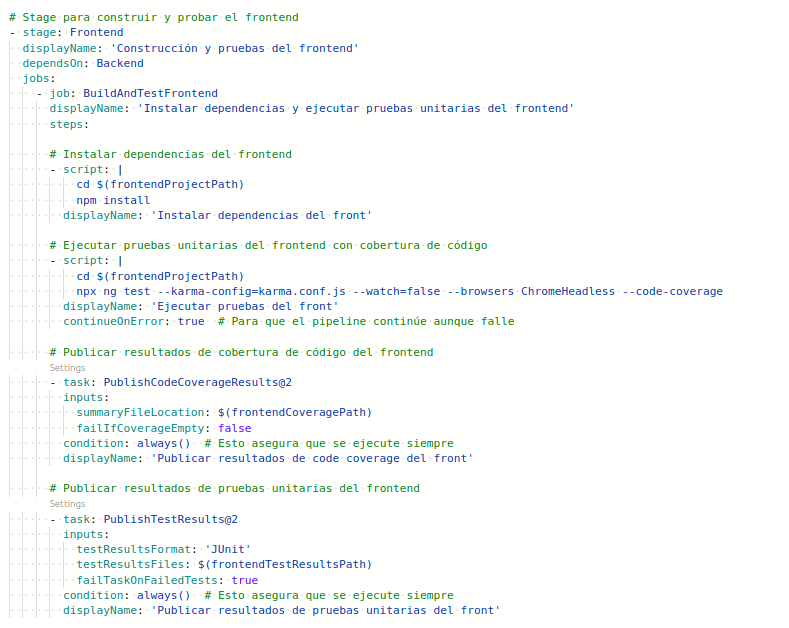 # Stage para construir y probar el frontend
- stage: Frontend
displayName: 'Construcción y pruebas del frontend'
dependsOn: Backend
jobs:
- job: BuildAndTestFrontend
displayName: 'Instalar dependencias y ejecutar pruebas unitarias del frontend'
steps:
# Instalar dependencias del frontend
- script: |
cd $(frontendProjectPath)
npm install
displayName: 'Instalar dependencias del front'
# Ejecutar pruebas unitarias del frontend con cobertura de código
- script: |
cd $(frontendProjectPath)
npx ng test --karma-config=karma.conf.js --watch=false --browsers ChromeHeadless --code-coverage
displayName: 'Ejecutar pruebas del front'
continueOnError: true # Para que el pipeline continúe aunque falle
# Publicar resultados de cobertura de código del frontend
Settings
- task: PublishCodeCoverageResults@2
inputs:
summaryFileLocation: $(frontendCoveragePath)
failIfCoverageEmpty: false
condition: always() # Esto asegura que se ejecute siempre
displayName: 'Publicar resultados de code coverage del front'
# Publicar resultados de pruebas unitarias del frontend
Settings
- task: PublishTestResults@2
inputs:
testResultsFormat: 'JUnit'
testResultsFiles: $(frontendTestResultsPath)
failTaskOnFailedTests: true
condition: always() # Esto asegura que se ejecute siempre
displayName: 'Publicar resultados de pruebas unitarias del front'